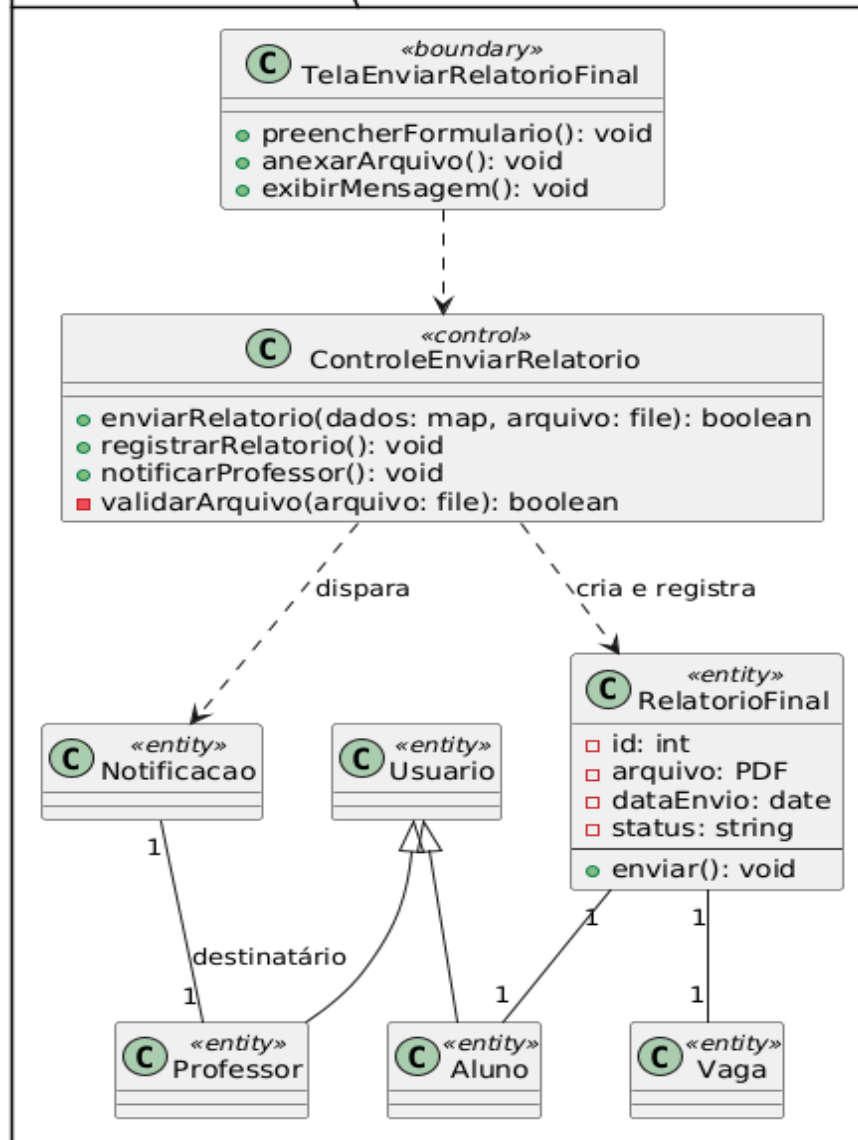 «boundary»
C TelaEnviarRelatorioFinal
preencherFormulario(): void
anexarArquivo(): void
exibirMensagem(): void
«control»
C ControleEnviarRelatorio
enviarRelatorio(dados: map, arquivo: file): boolean
registrarRelatorio(): void
notificarProfessor(): void
validarArquivo(arquivo: file): boolean
dispara
cria e registra
«entity»
C Notificacao
«entity»
C Usuario
«entity»
C RelatorioFinal
id: int
arquivo: PDF
dataEnvio: date
status: string
enviar(): void
1
1
1
destinatário
1
1
1
«entity»
C Professor
«entity»
C Aluno
«entity»
C Vaga